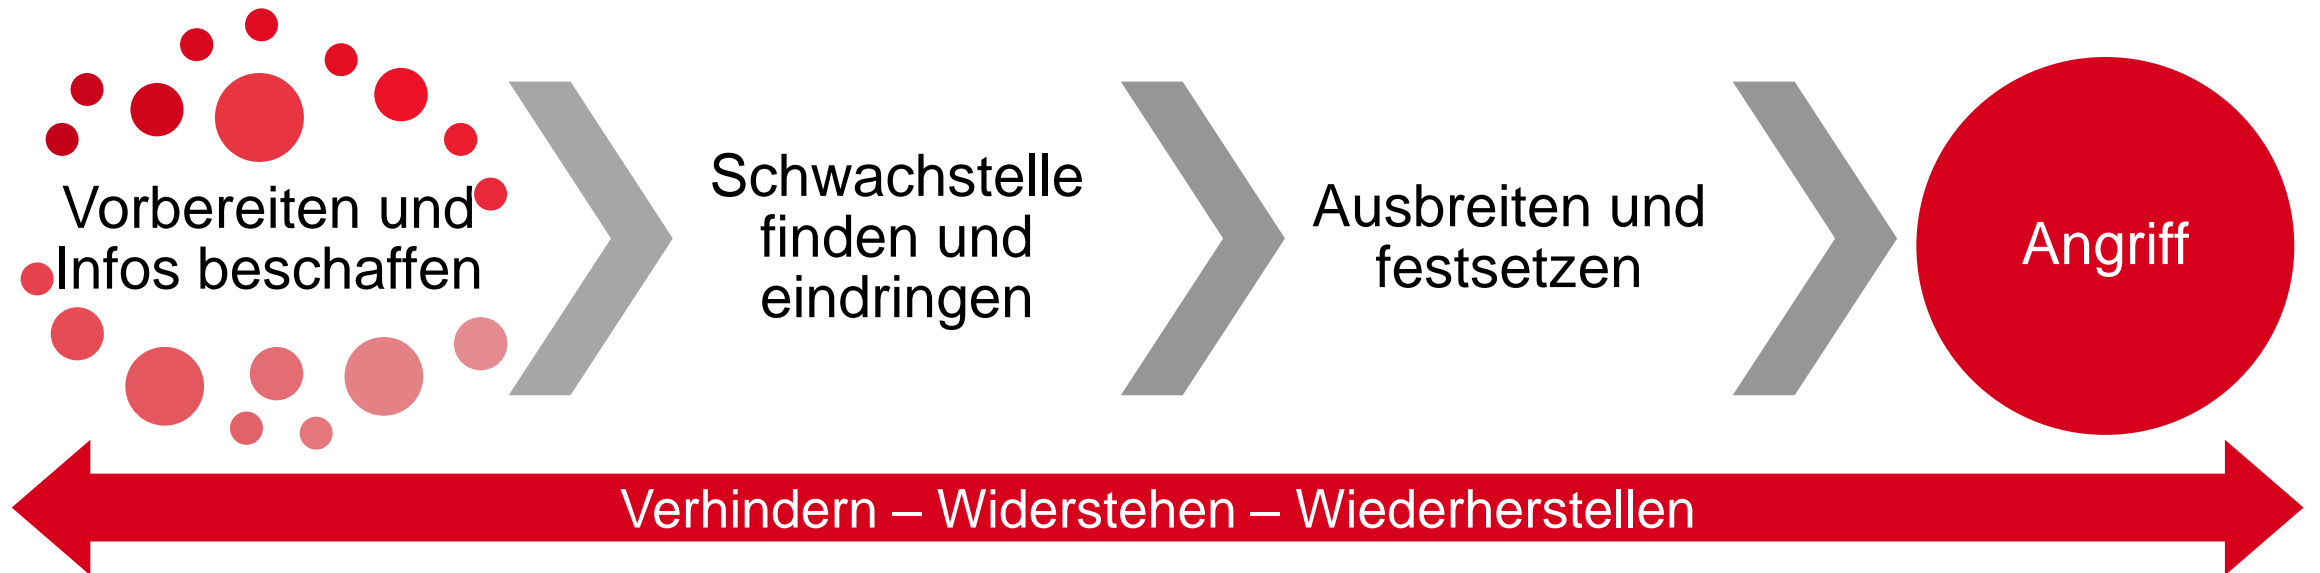 Vorbereiten und
Infos beschaffen
Schwachstelle
finden und
eindringen
Ausbreiten und
festsetzen
Angriff
Verhindern – Widerstehen – Wiederherstellen